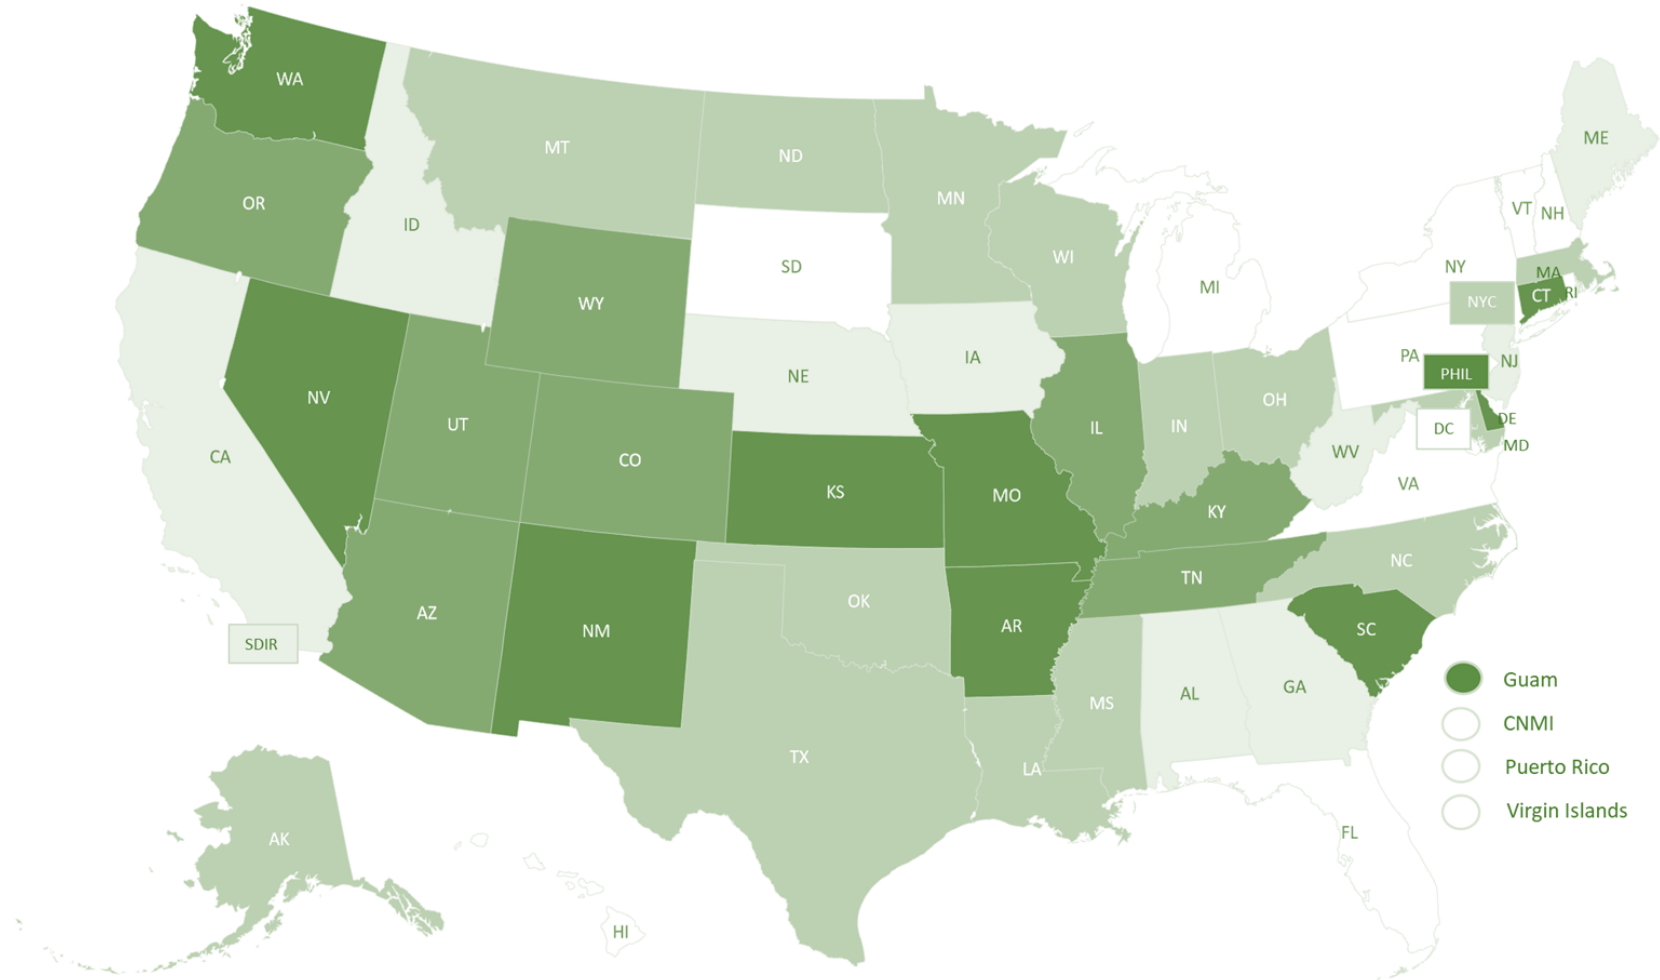 WA
ME
MT
ND
MN
OR
VT
NH
ID
WI
NY
SD
MA
MI
RI
CT
NYC
WY
PA
IA
NJ
PHIL
NE
NV
OH
DE
UT
IN
IL
DC
MD
WV
CA
CO
VA
KS
MO
KY
NC
TN
OK
AZ
AR
NM
SC
SDIR
Guam
GA
AL
MS
CNMI
TX
Puerto Rico
LA
Virgin Islands
FL
AK
HI